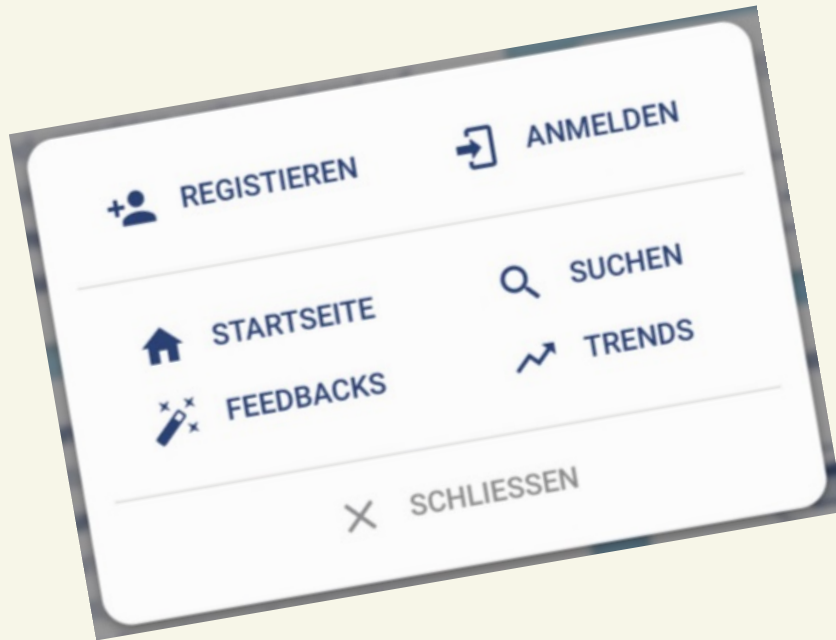 REGISTIEREN
ANMELDEN
STARTSEITE
SUCHEN
FEEDBACKS
TRENDS
SCHLIESSEN